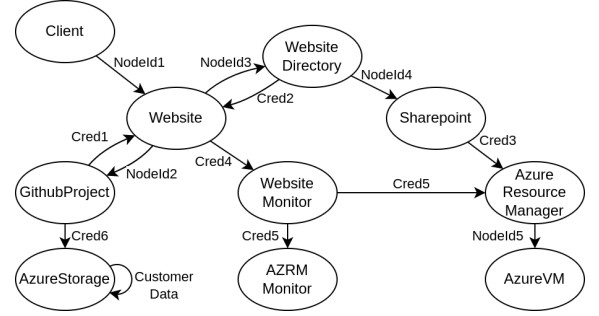 Client
NodeId1
NodeId3
Website
Directory
NodeId4
Cred2
Website
Sharepoint
Cred1
NodeId2
Cred4
Cred3
GithubProject
Website
Monitor
Cred5
Azure
Resource
Manager
Cred6
Cred5
NodeId5
AzureStorage
Customer
Data
AZRM
Monitor
AzureVM